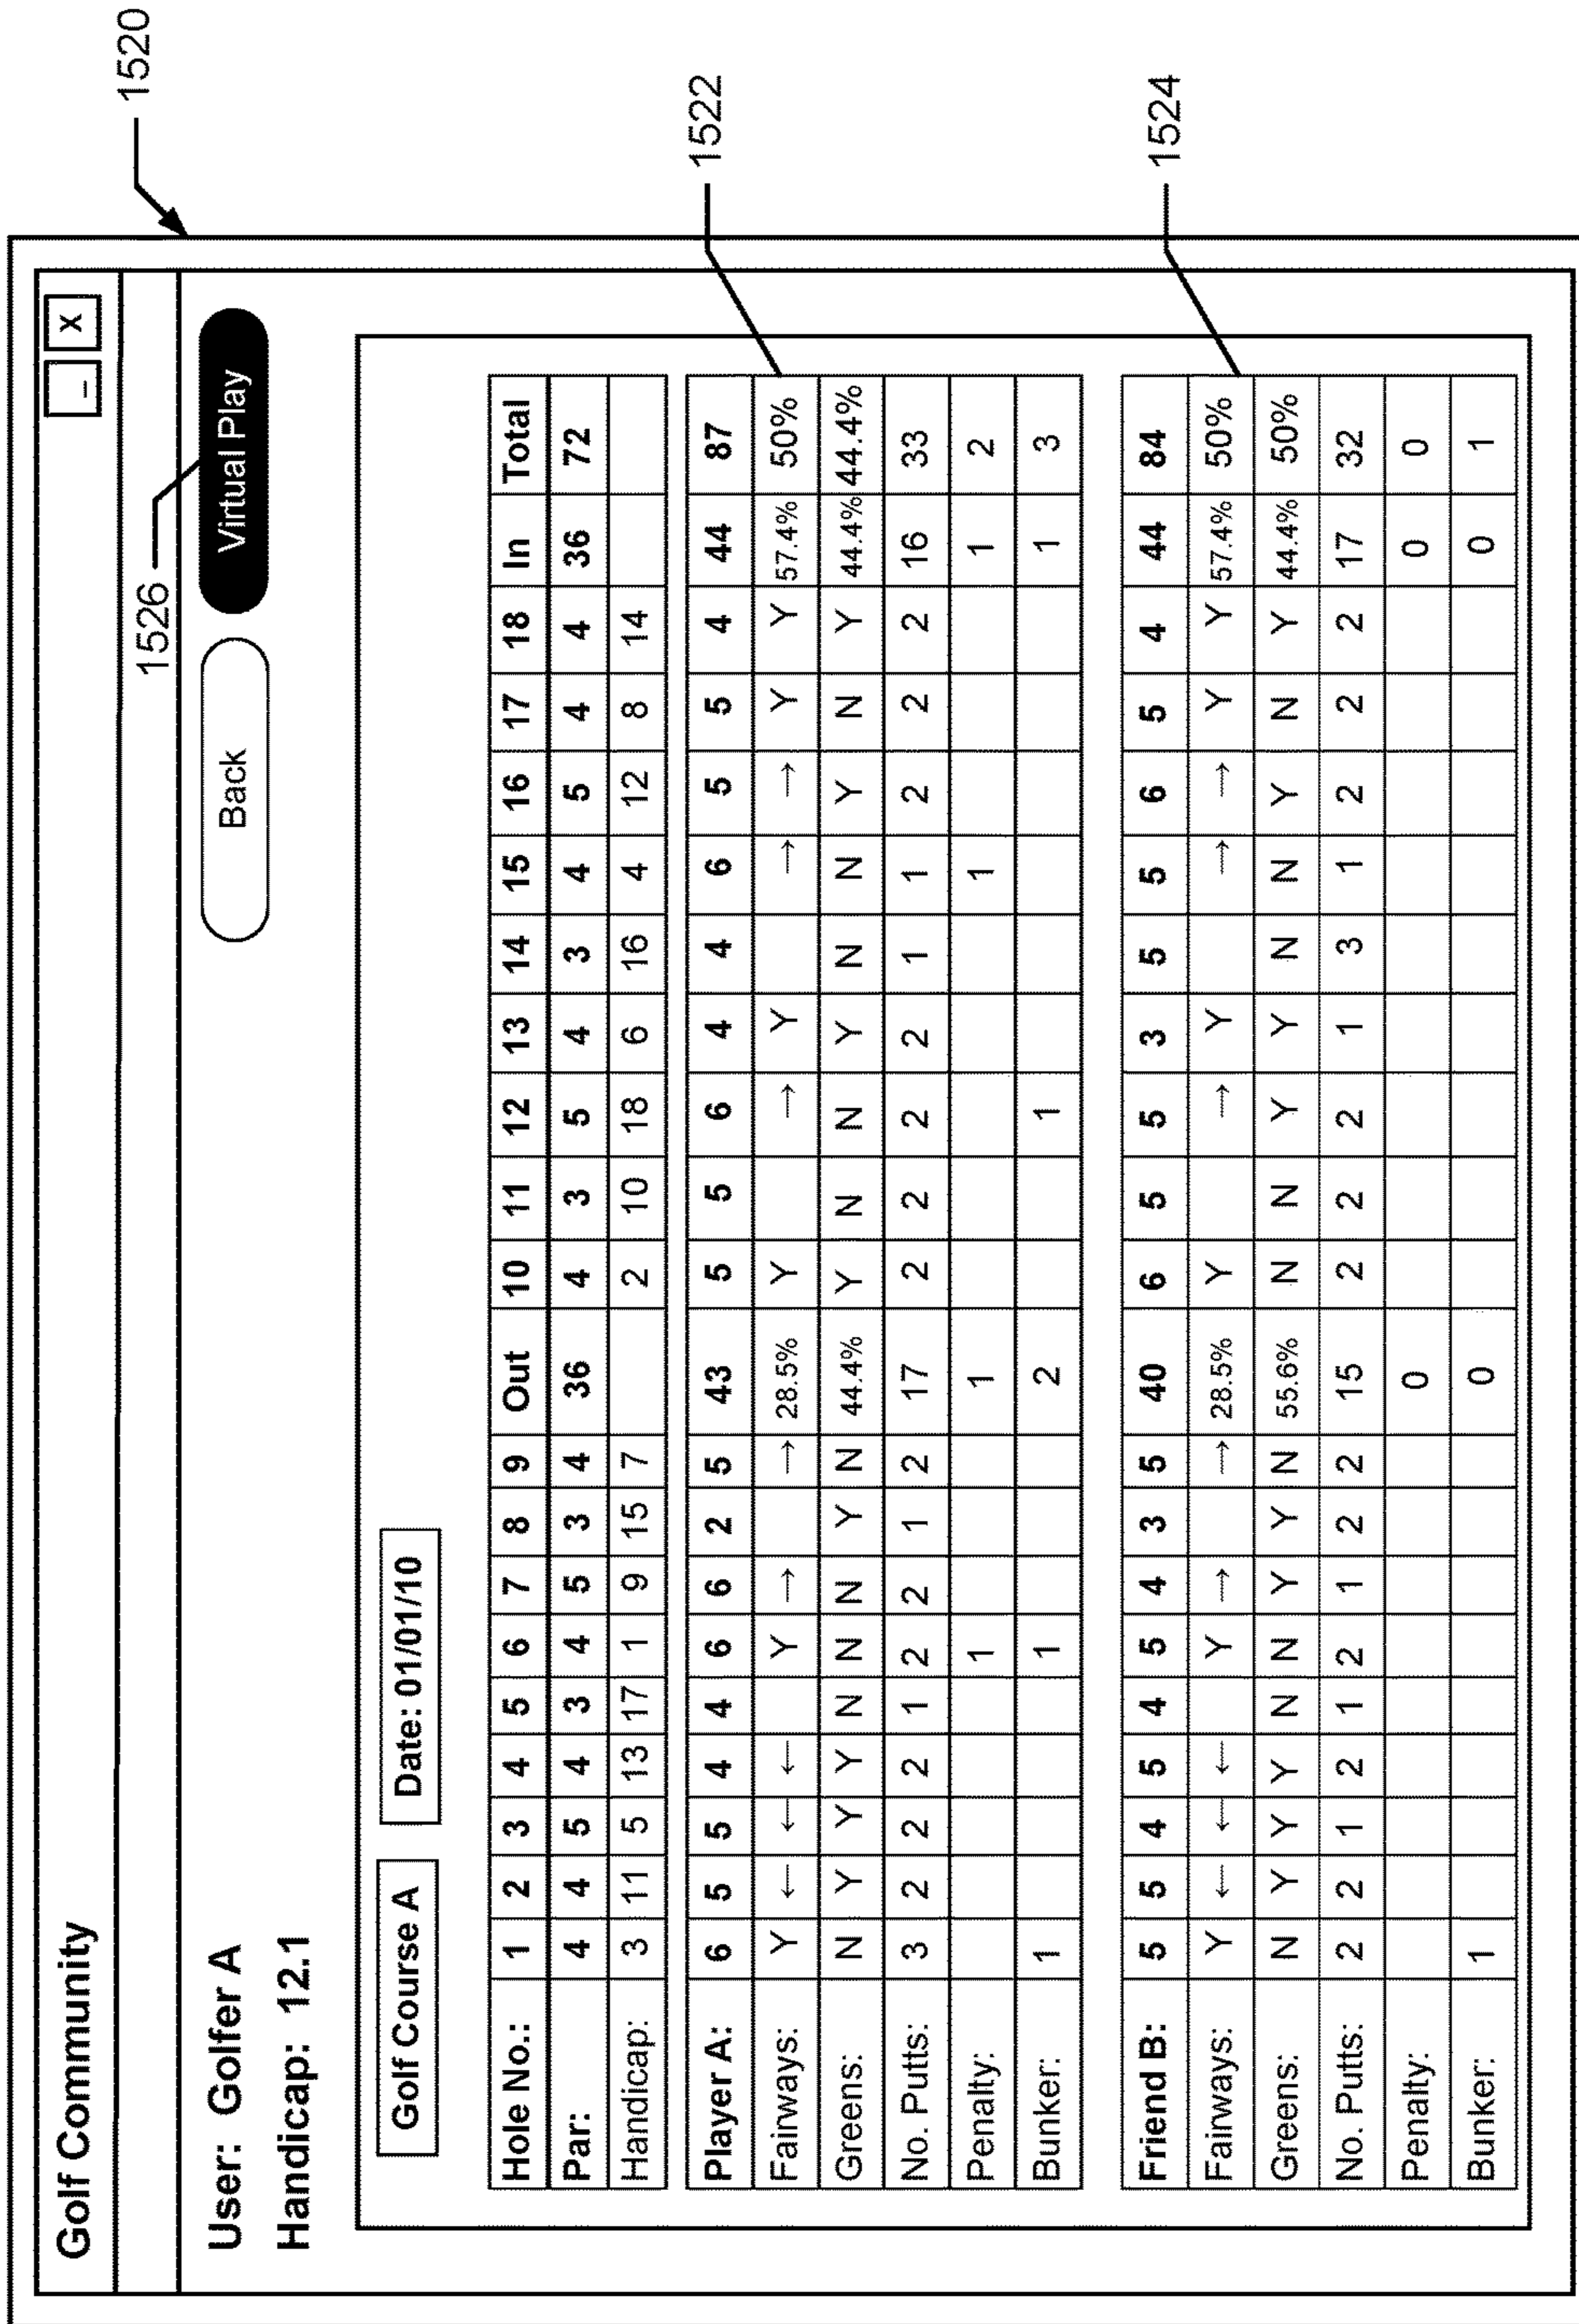 1520
Golf Community
_ X
1526
User: Golfer A Back Virtual Play
Handicap: 12.1
Golf Course A Date: 01/01/10
Hole No.: 1 2 3 4 5 6 7 8 9 Out 10 11 12 13 14 15 16 17 18 In Total
Par: 4 4 5 4 3 4 5 3 4 36 4 3 5 4 3 4 5 4 4 36 72
Handicap: 3 11 5 13 17 1 9 15 7 2 10 18 6 16 4 12 8 14
1522
Player A: 6 5 5 4 4 6 6 2 5 43 5 5 6 4 4 6 5 5 4 44 87
Fairways: Y ← ← ← Y → → 28.5% Y → Y → → Y Y 57.4% 50%
Greens: N Y Y Y N N N Y N 44.4% Y N N Y N N Y N Y 44.4% 44.4%
No. Putts: 3 2 2 2 1 2 2 1 2 17 2 2 2 2 1 1 2 2 2 16 33
Penalty: 1 1 1 1 2
Bunker: 1 1 2 1 1 3
1524
Friend B: 5 5 4 5 4 5 4 3 5 40 6 5 5 3 5 5 6 5 4 44 84
Fairways: Y ← ← ← Y → → 28.5% Y → Y → → Y Y 57.4% 50%
Greens: N Y Y Y N N Y Y N 55.6% N N Y Y N N Y N Y 44.4% 50%
No. Putts: 2 2 1 2 1 2 1 2 2 15 2 2 2 1 3 1 2 2 2 17 32
Penalty: 0 0 0
Bunker: 1 0 0 1